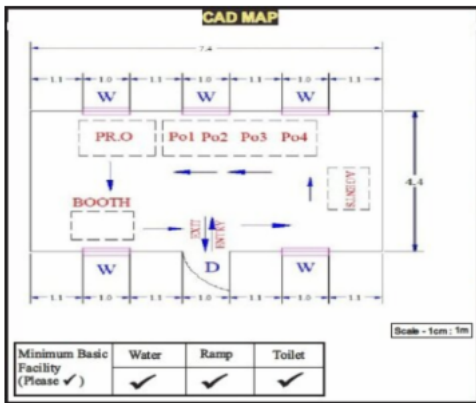 CAD MAP
7.4
1.1 1.0 1.1 1.0 1.1 1.0 1.1
W W W
PR.O Po1 Po2 Po3 Po4
AGENTS
4.4
BOOTH
EXIT
ENTRY
W D W
1.1 1.0 1.1 1.0 1.1 1.0 1.1
Scale - 1cm : 1m
Minimum Basic Facility (Please ✓) Water Ramp Toilet
✓ ✓ ✓